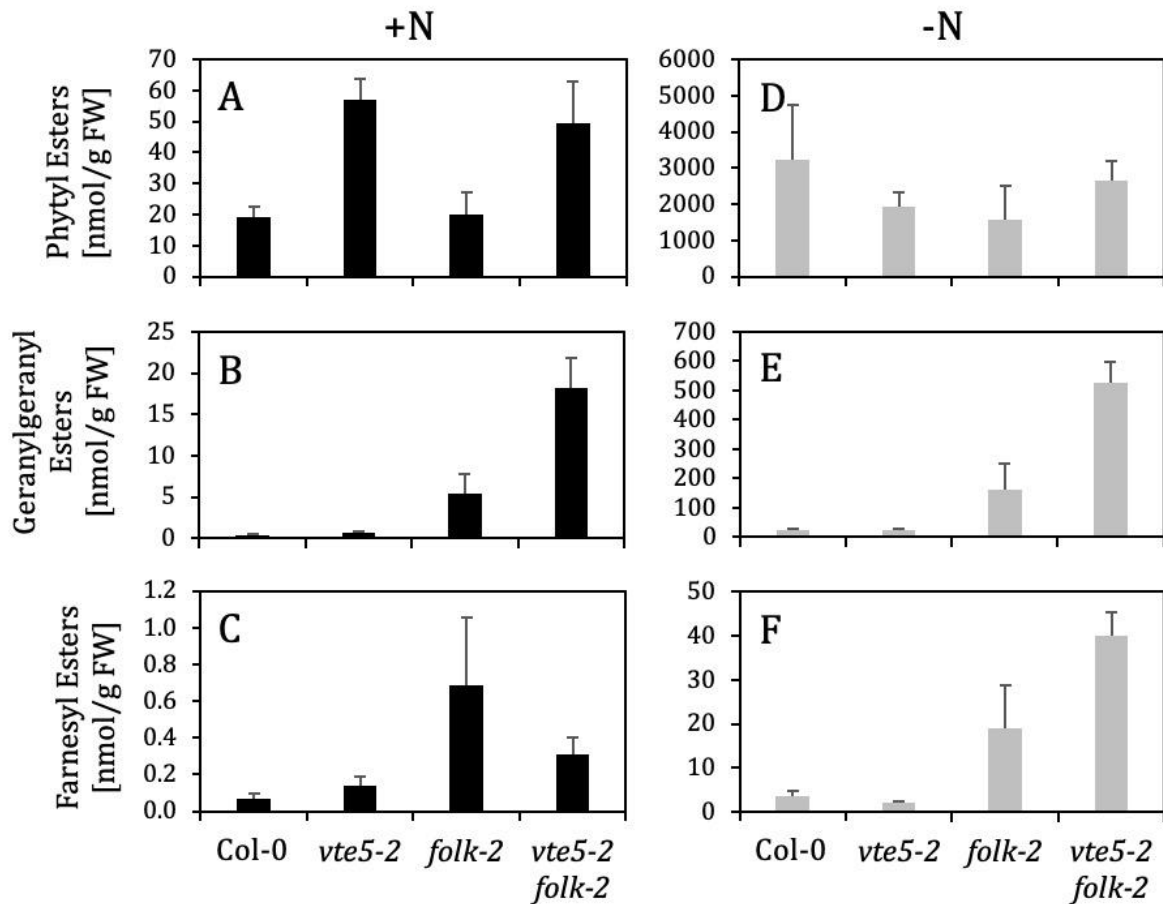 +N
-N
Phytyl Esters
[nmol/g FW]
70
60
50
40
30
20
10
0
A
6000
5000
4000
3000
2000
1000
0
D
Geranylgeranyl
Esters
[nmol/g FW]
25
20
15
10
5
0
B
700
600
500
400
300
200
100
0
E
Farnesyl Esters
[nmol/g FW]
1.2
1.0
0.8
0.6
0.4
0.2
0.0
C
50
40
30
20
10
0
F
Col-0
vte5-2
folk-2
vte5-2
folk-2
Col-0
vte5-2
folk-2
vte5-2
folk-2